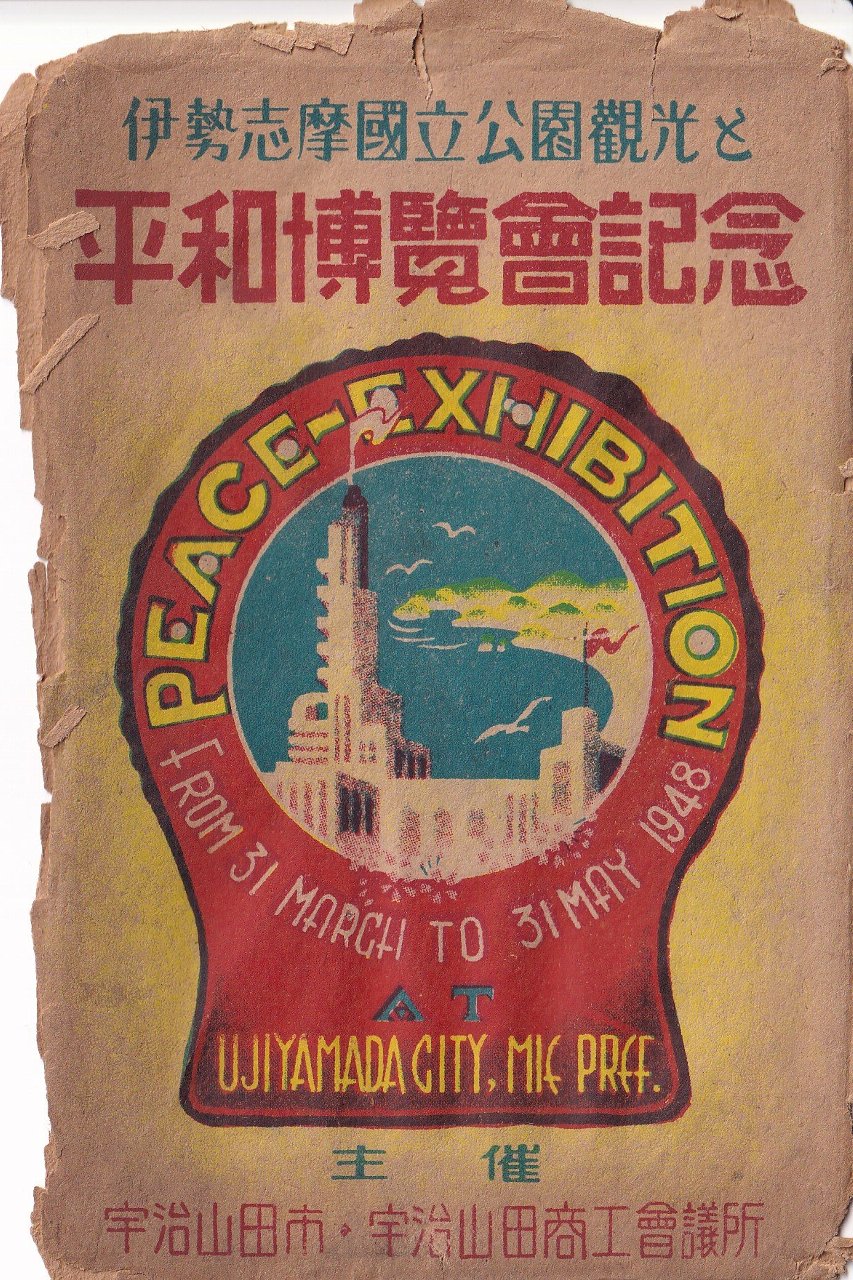 伊勢志摩國立公園觀光と
平和博覽會記念
PEACE-EXHIBITION
FROM 31 MARCH TO 31 MAY 1948
AT
UJIYAMADA CITY, MIE PREF.
主催
宇治山田市・宇治山田商工會議所